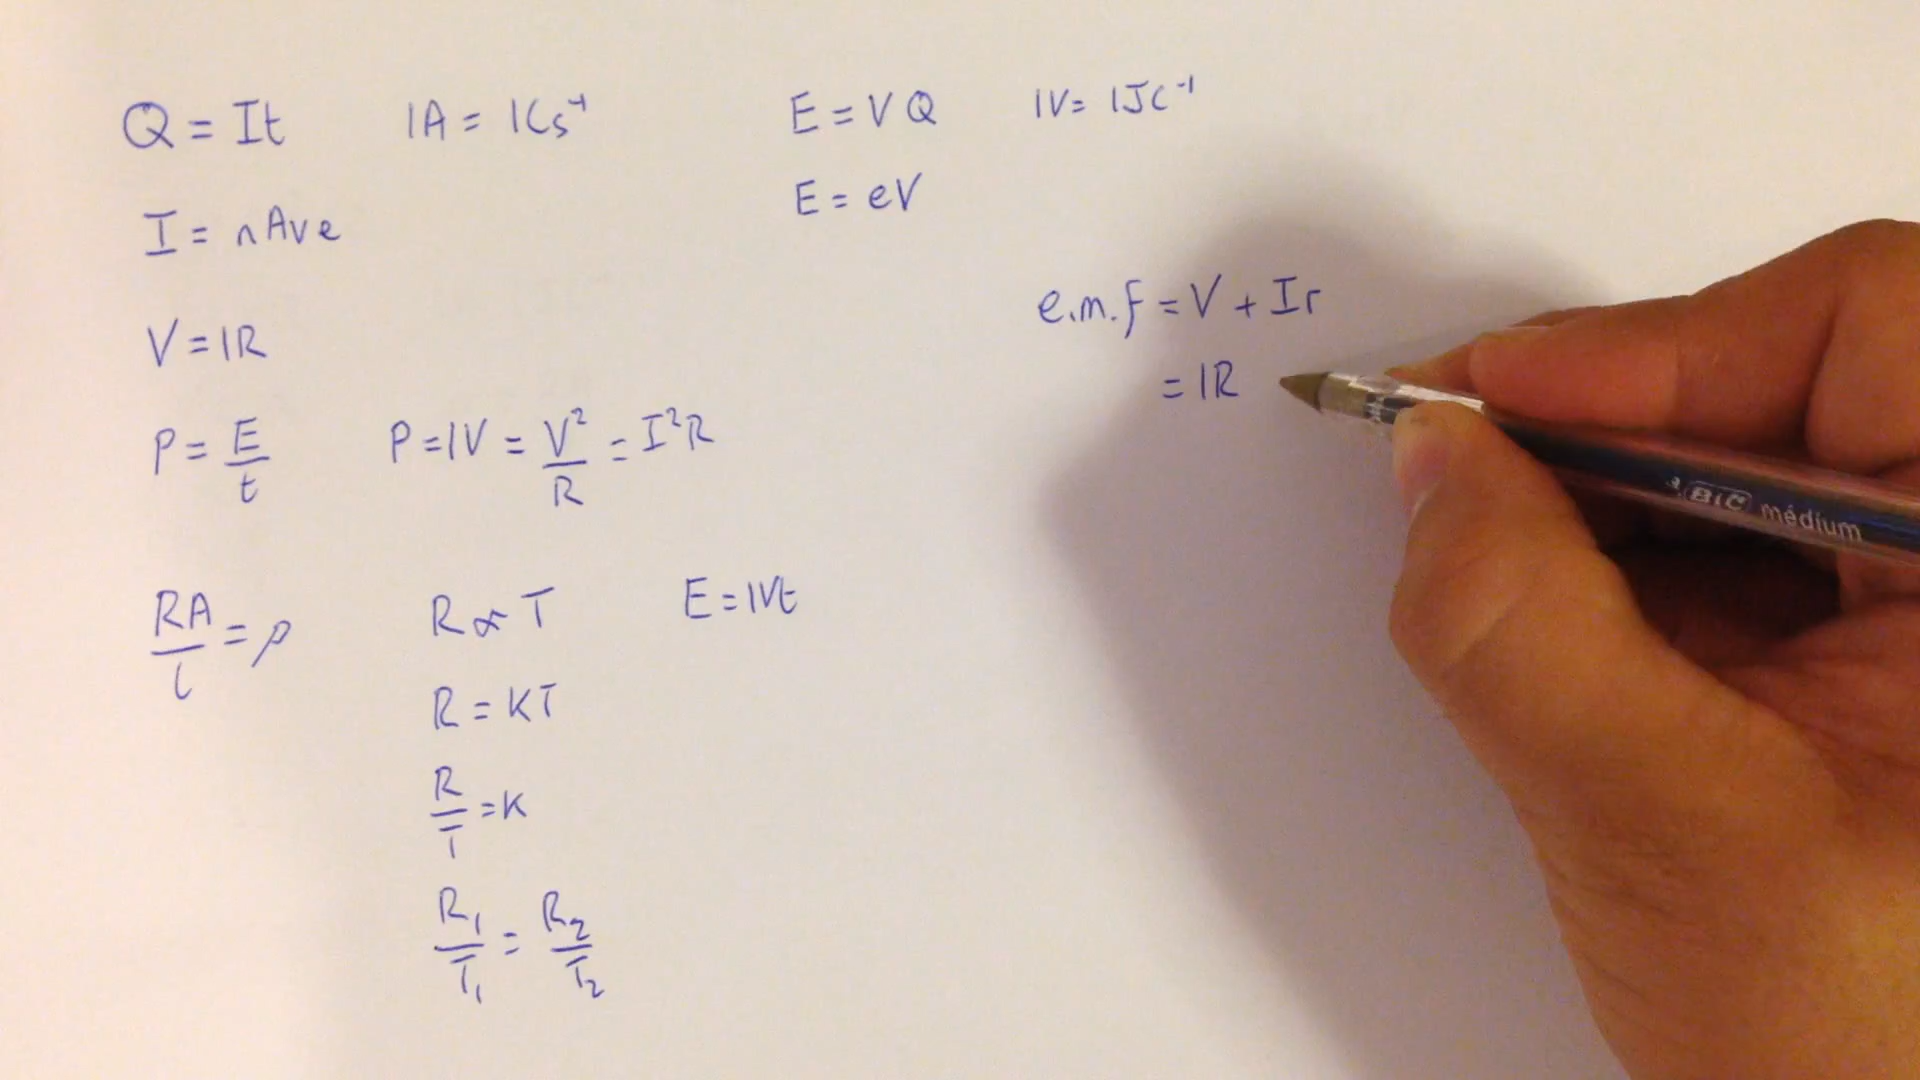 Q = It 1A = 1Cs⁻¹ E = VQ 1V = 1JC⁻¹
I = nAve E = eV
e.m.f = V + Ir
V = IR = IR
P = E/t P = IV = V²/R = I²R
RA/l = ρ R ∝ T E = IVt
R = KT
R/T = K
R₁/T₁ = R₂/T₂
BIC médium